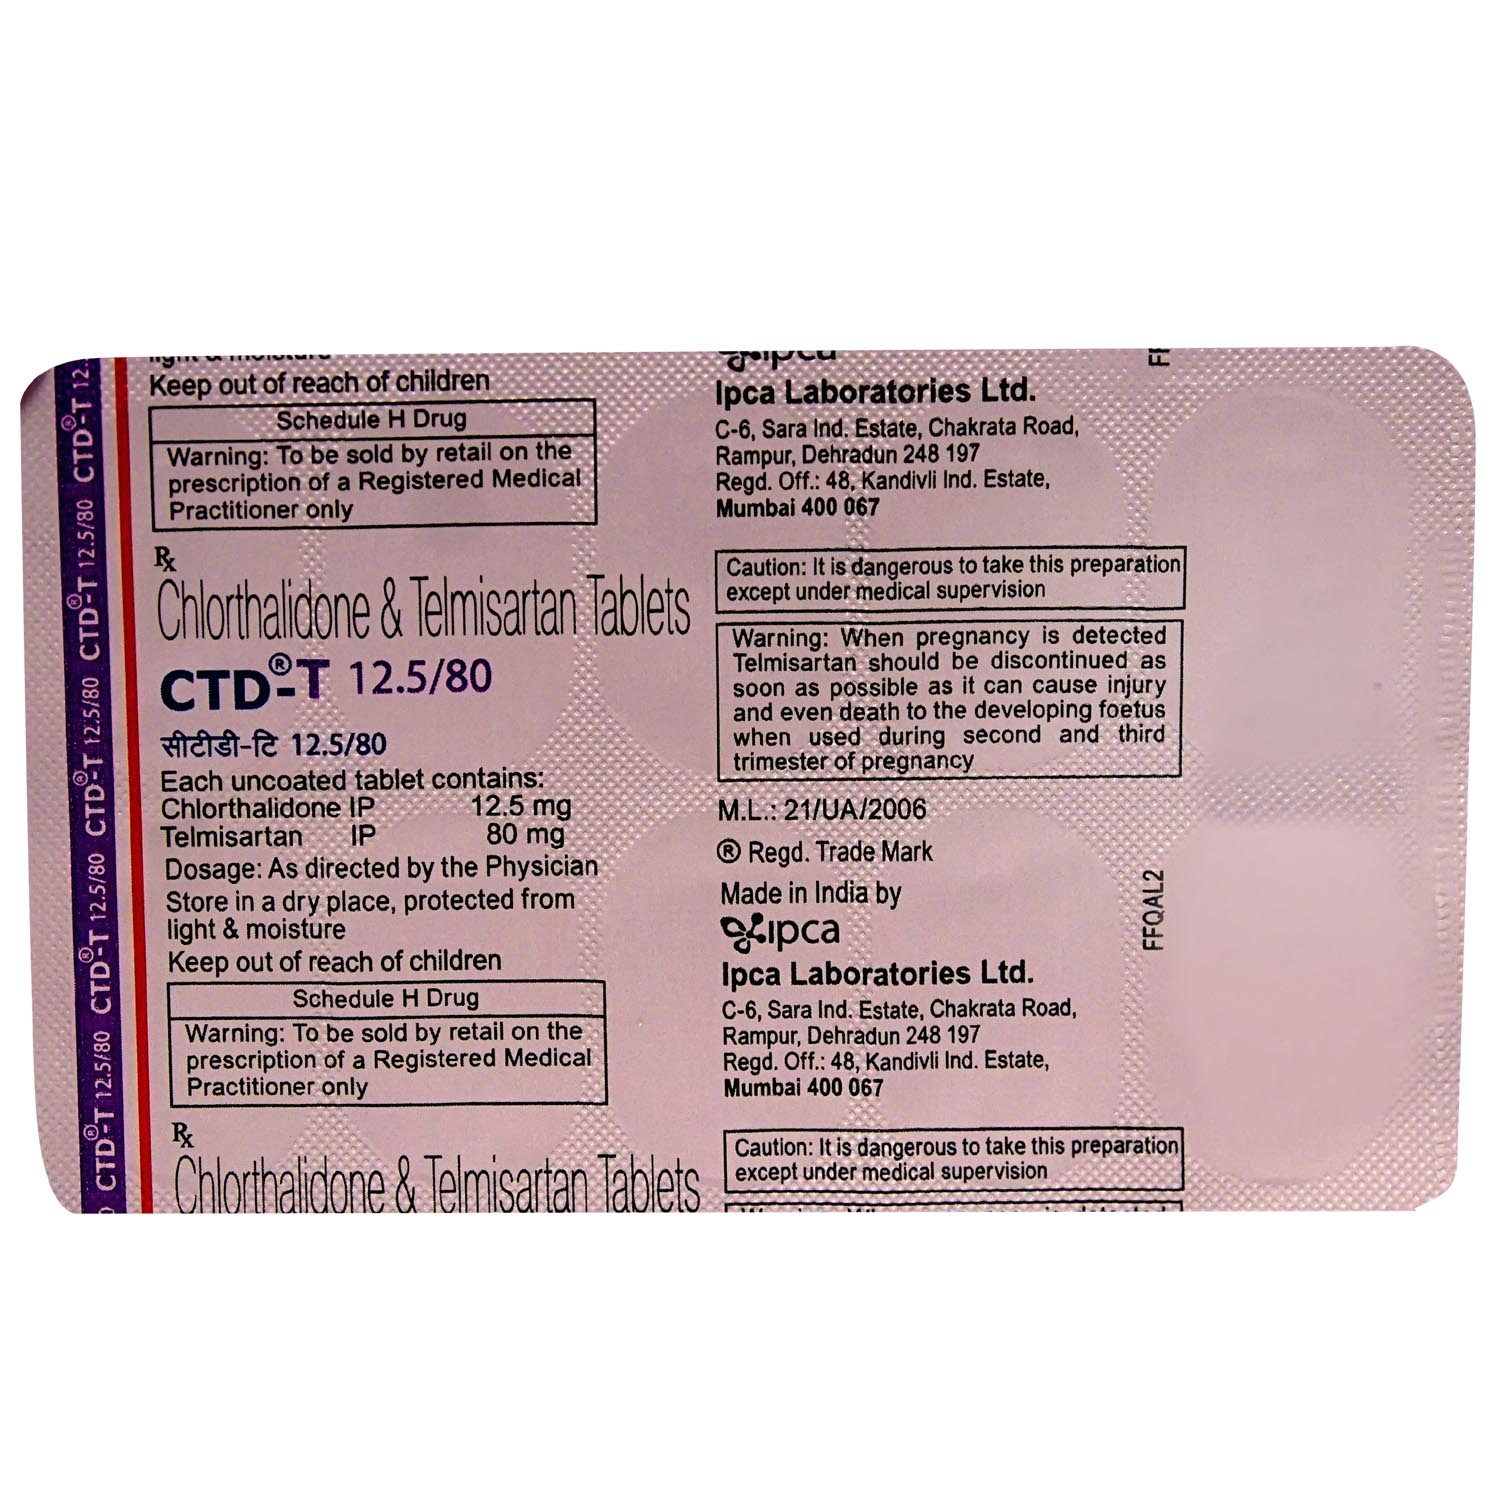 light & moisture
Keep out of reach of children
Schedule H Drug
Warning: To be sold by retail on the
prescription of a Registered Medical
Practitioner only
Rx
Chlorthalidone & Telmisartan Tablets
CTD®-T 12.5/80
सीटीडी-टि 12.5/80
Each uncoated tablet contains:
Chlorthalidone IP 12.5 mg
Telmisartan IP 80 mg
Dosage: As directed by the Physician
Store in a dry place, protected from
light & moisture
Keep out of reach of children
Schedule H Drug
Warning: To be sold by retail on the
prescription of a Registered Medical
Practitioner only
Rx
Chlorthalidone & Telmisartan Tablets
ipca
Ipca Laboratories Ltd.
C-6, Sara Ind. Estate, Chakrata Road,
Rampur, Dehradun 248 197
Regd. Off.: 48, Kandivli Ind. Estate,
Mumbai 400 067
Caution: It is dangerous to take this preparation
except under medical supervision
Warning: When pregnancy is detected
Telmisartan should be discontinued as
soon as possible as it can cause injury
and even death to the developing foetus
when used during second and third
trimester of pregnancy
M.L.: 21/UA/2006
® Regd. Trade Mark
Made in India by
ipca
Ipca Laboratories Ltd.
C-6, Sara Ind. Estate, Chakrata Road,
Rampur, Dehradun 248 197
Regd. Off.: 48, Kandivli Ind. Estate,
Mumbai 400 067
Caution: It is dangerous to take this preparation
except under medical supervision
FFQAL2
CTD®-T 12.5/80 CTD®-T 12.5/80 CTD®-T 12.5/80 CTD®-T 12.5/80 CTD®-T 12.